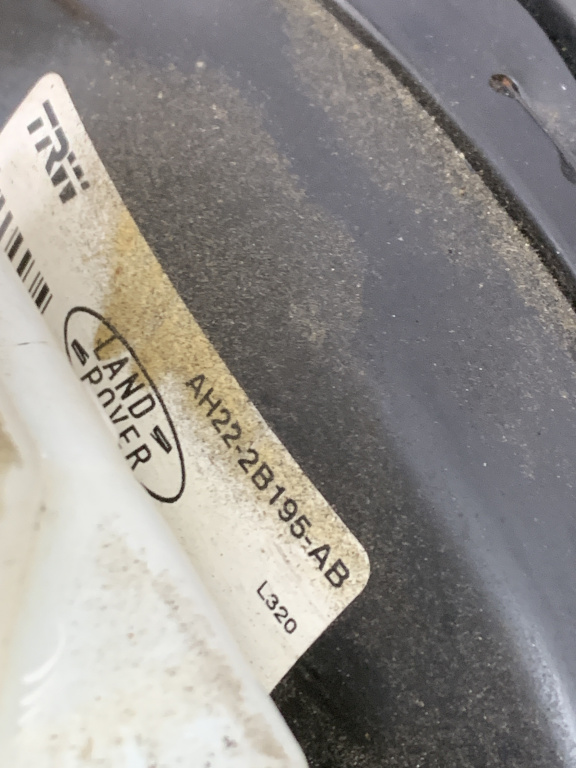 TRW
LAND
ROVER
AH22-2B195-AB
L320